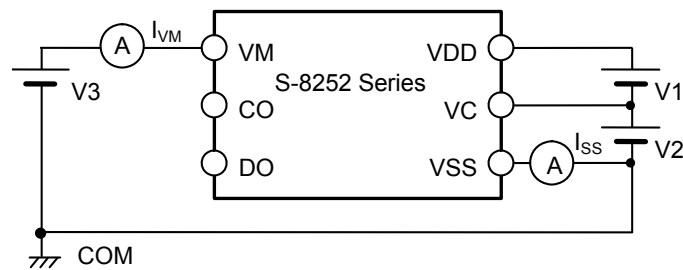 A
I_VM
VM
VDD
S-8252 Series
V3
V1
CO
VC
V2
I_SS
DO
VSS
A
COM